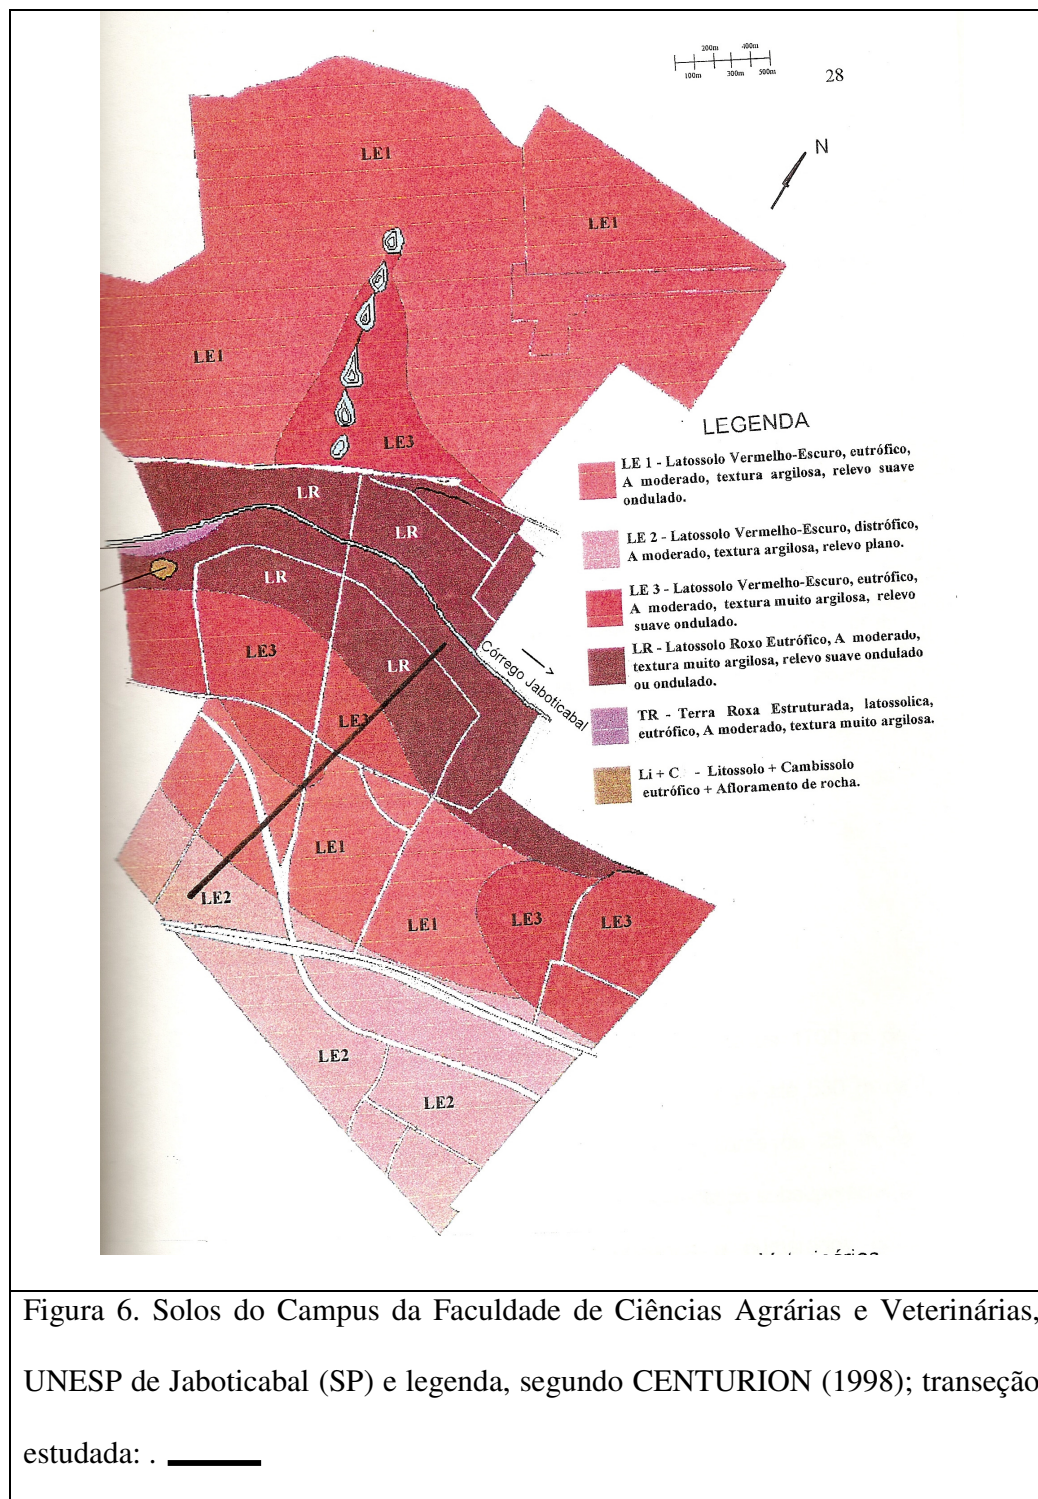 200m 400m
100m 300m 500m
28
N
LE1
LE1
LE1
LE3
LEGENDA
LE 1 - Latossolo Vermelho-Escuro, eutrófico,
A moderado, textura argilosa, relevo suave
ondulado.
LE 2 - Latossolo Vermelho-Escuro, distrófico,
A moderado, textura argilosa, relevo plano.
LE 3 - Latossolo Vermelho-Escuro, eutrófico,
A moderado, textura muito argilosa, relevo
suave ondulado.
LR - Latossolo Roxo Eutrófico, A moderado,
textura muito argilosa, relevo suave ondulado
ou ondulado.
TR - Terra Roxa Estruturada, latossolica,
eutrófico, A moderado, textura muito argilosa.
Li + C - Litossolo + Cambissolo
eutrófico + Afloramento de rocha.
LR
LR
LR
LE3
LR
Córrego Jaboticabal
LE3
LE1
LE2
LE1
LE3
LE3
LE2
LE2
Figura 6. Solos do Campus da Faculdade de Ciências Agrárias e Veterinárias,
UNESP de Jaboticabal (SP) e legenda, segundo CENTURION (1998); transeção
estudada: .